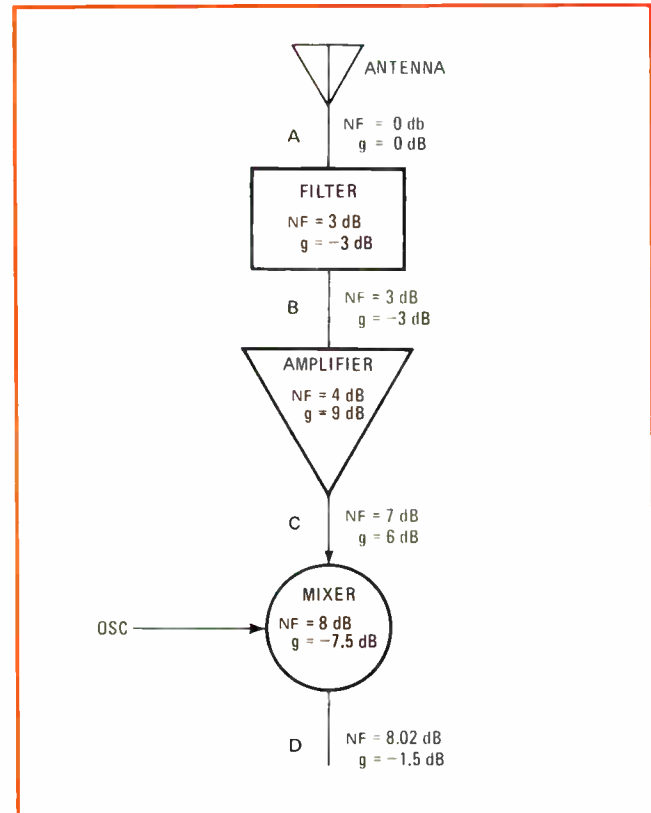 ANTENNA
A
NF = 0 db
g = 0 dB
FILTER
NF = 3 dB
g = −3 dB
B
NF = 3 dB
g = −3 dB
AMPLIFIER
NF = 4 dB
g = 9 dB
C
NF = 7 dB
g = 6 dB
MIXER
OSC
NF = 8 dB
g = −7.5 dB
D
NF = 8.02 dB
g = −1.5 dB